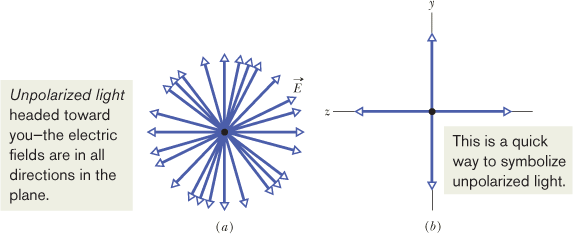 Unpolarized light
headed toward
you—the electric
fields are in all
directions in the
plane.
E
(a)
y
z
This is a quick
way to symbolize
unpolarized light.
(b)